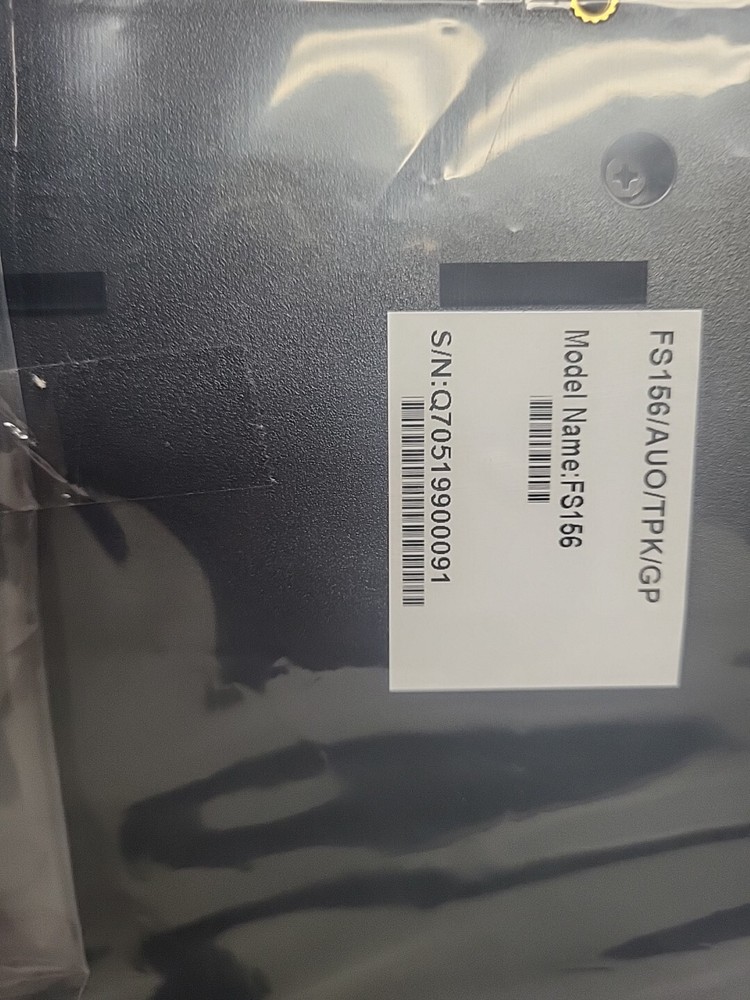 FS156/AUO/TPK/GP
Model Name:FS156
S/N:Q70519900091